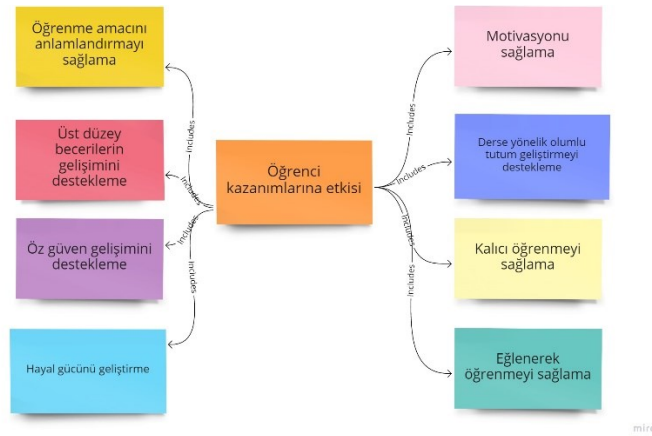 Öğrenme amacını
anlamlandırmayı
sağlama
Üst düzey
becerilerin
gelişimini
destekleme
Öz güven gelişimini
destekleme
Hayal gücünü geliştirme
Öğrenci
kazanımlarına etkisi
Motivasyonu
sağlama
Derse yönelik olumlu
tutum geliştirmeyi
destekleme
Kalıcı öğrenmeyi
sağlama
Eğlenerek
öğrenmeyi sağlama
Includes
Includes
Includes
Includes
Includes
Includes
Includes
Includes